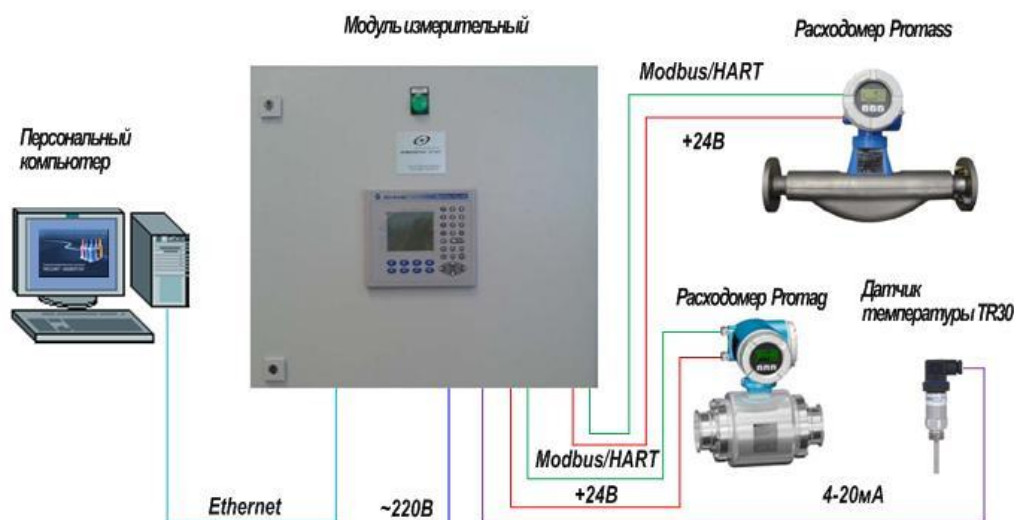 Модуль измерительный
Расходомер Promass
Modbus/HART
+24В
Персональный
компьютер
Расходомер Promag
Датчик
температуры TR30
Modbus/HART
+24В
4-20мА
Ethernet
~220В